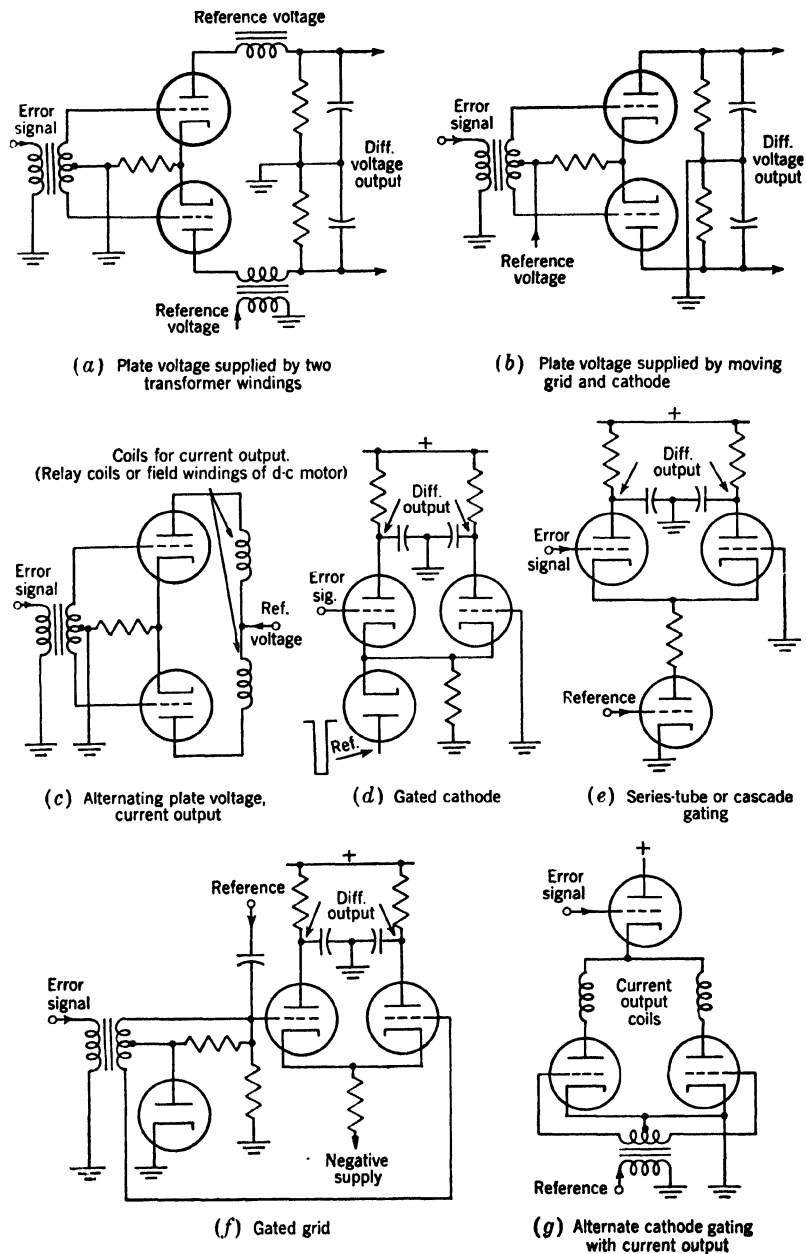 Reference voltage
Error
signal
Diff.
voltage
output
Reference
voltage
(a) Plate voltage supplied by two
transformer windings
Error
signal
Diff.
voltage
output
Reference
voltage
(b) Plate voltage supplied by moving
grid and cathode
Coils for current output.
(Relay coils or field windings of d-c motor)
Error
signal
Ref.
voltage
(c) Alternating plate voltage,
current output
+
Diff.
output
Error
sig.
Ref.
(d) Gated cathode
+
Diff.
output
Error
signal
Reference
(e) Series-tube or cascade
gating
+
Reference
Diff.
output
Error
signal
Negative
supply
(f) Gated grid
+
Error
signal
Current
output
coils
Reference
(g) Alternate cathode gating
with current output